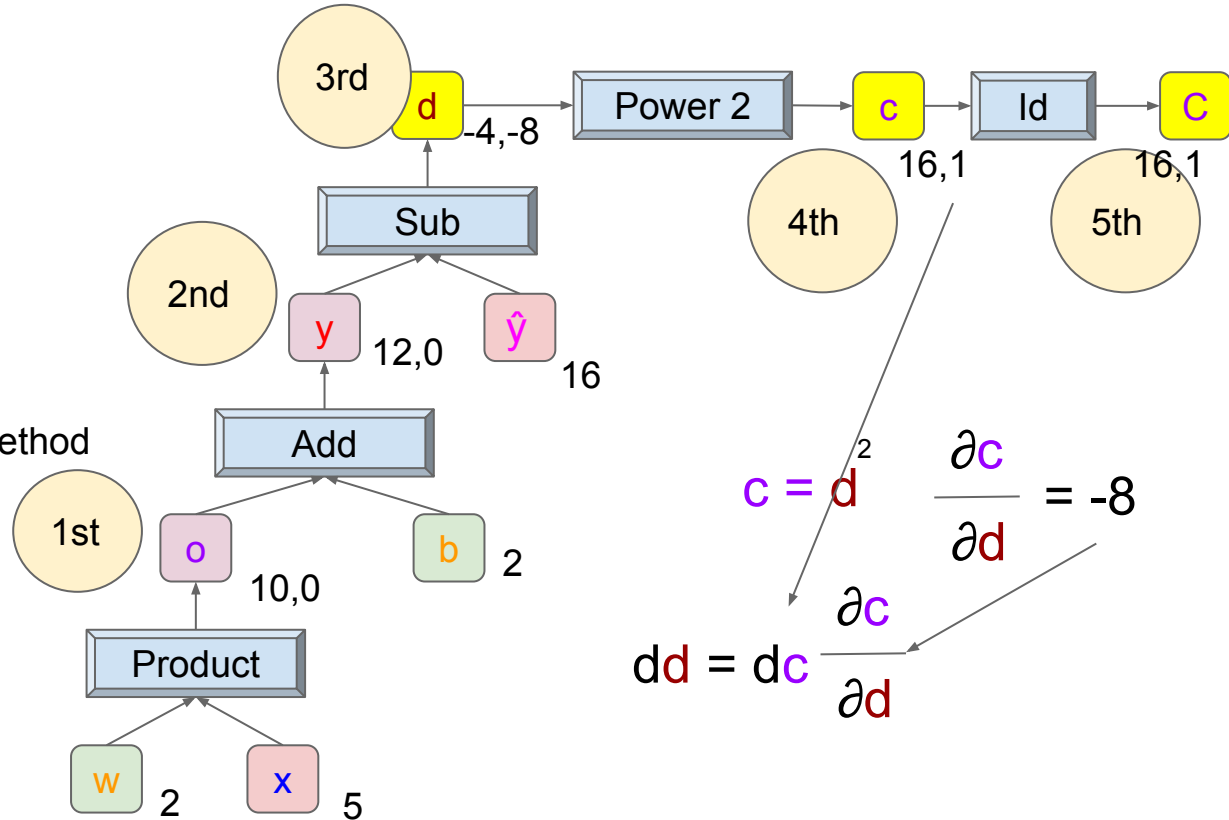 3rd
d
-4,-8
Power 2
c
16,1
Id
C
16,1
4th
5th
Sub
2nd
y
12,0
ŷ
16
ethod
Add
1st
o
10,0
b
2
c = d²
∂c
∂d
= -8
Product
dd = dc
∂c
∂d
w
2
x
5